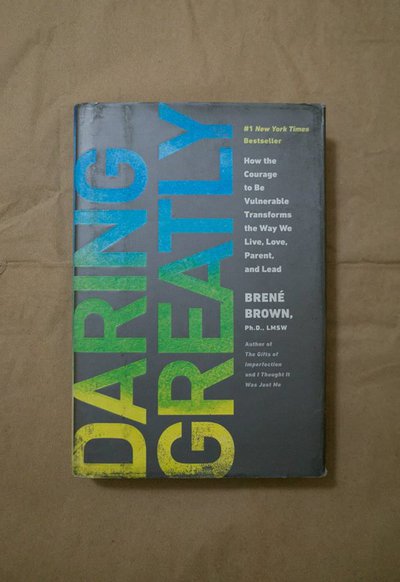 DARING
GREATLY
#1 New York Times
Bestseller
How the
Courage
to Be
Vulnerable
Transforms
the Way We
Live, Love,
Parent,
and Lead
BRENÉ
BROWN,
Ph.D., LMSW
Author of
The Gifts of
Imperfection
and I Thought It
Was Just Me